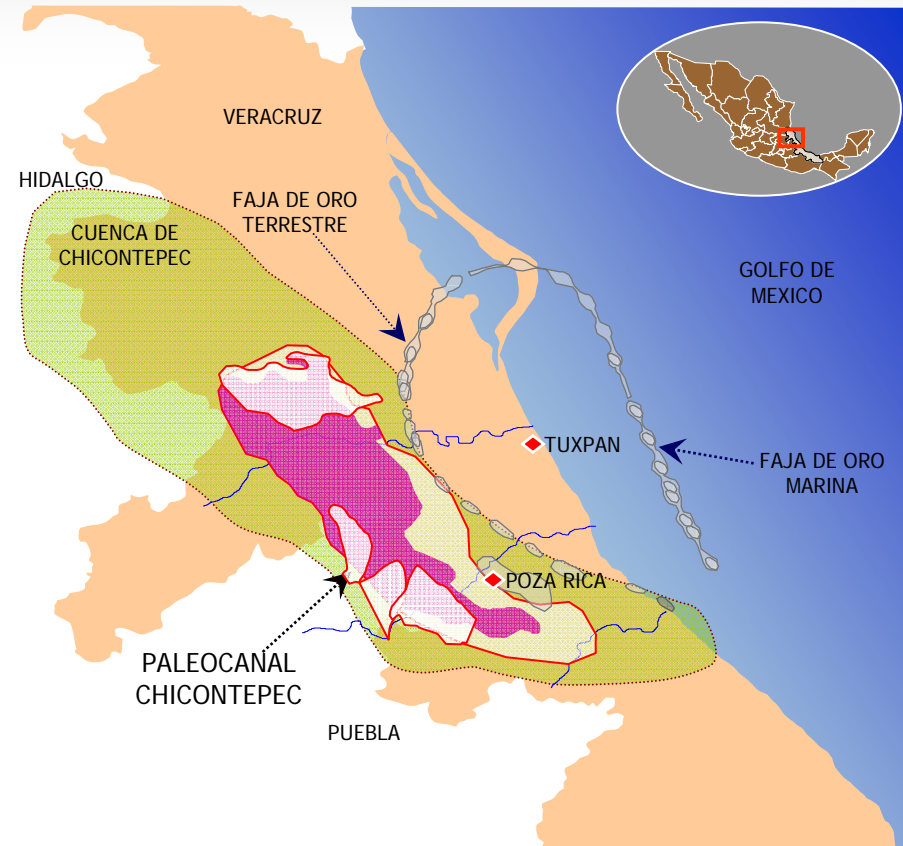 VERACRUZ
HIDALGO
FAJA DE ORO
TERRESTRE
CUENCA DE
CHICONTEPEC
GOLFO DE
MEXICO
TUXPAN
FAJA DE ORO
MARINA
POZA RICA
PALEOCANAL
CHICONTEPEC
PUEBLA